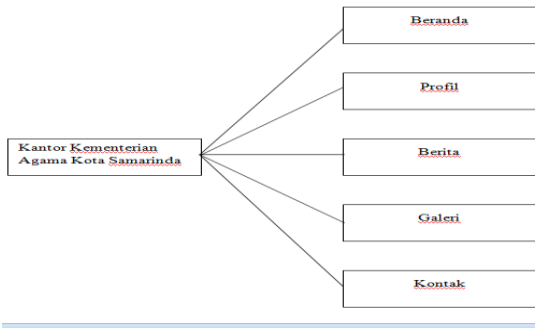 Beranda
Profil
Kantor Kementerian
Agama Kota Samarinda
Berita
Galeri
Kontak